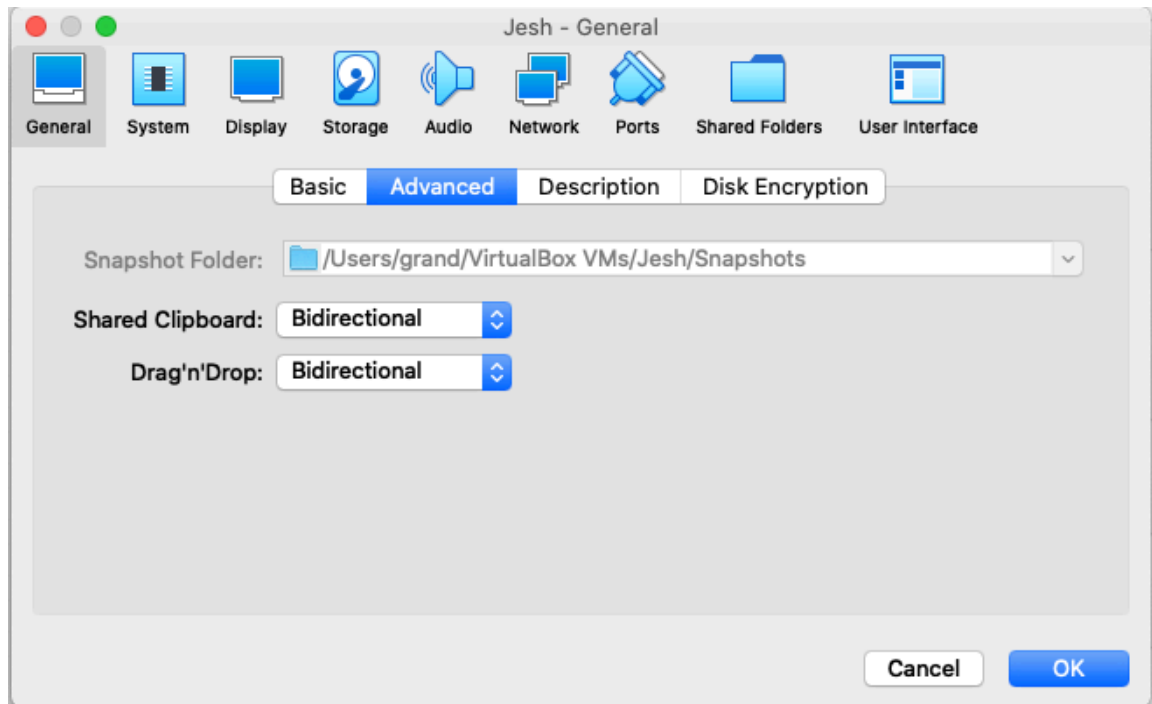 Jesh - General
General System Display Storage Audio Network Ports Shared Folders User Interface
Basic Advanced Description Disk Encryption
Snapshot Folder: /Users/grand/VirtualBox VMs/Jesh/Snapshots
Shared Clipboard: Bidirectional
Drag'n'Drop: Bidirectional
Cancel OK